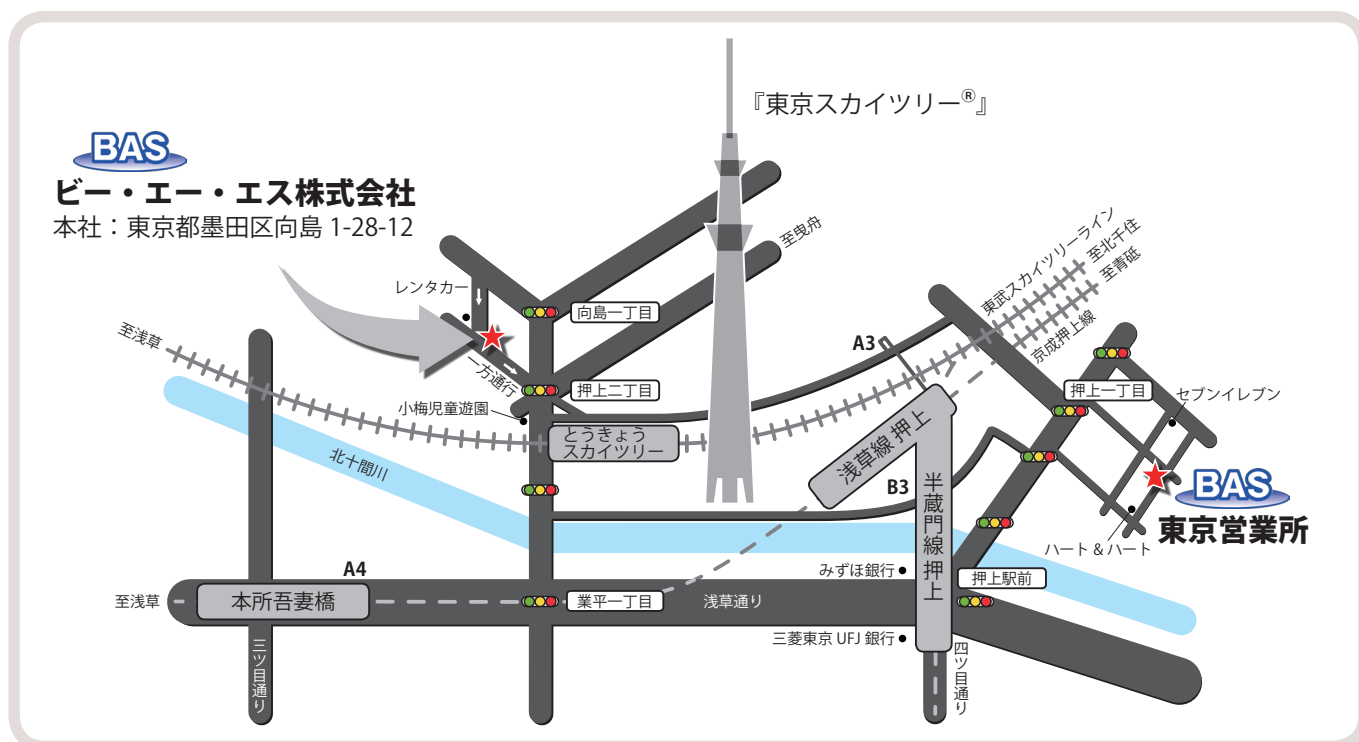 『東京スカイツリー®』
BAS
ビー・エー・エス株式会社
本社：東京都墨田区向島 1-28-12
レンタカー
向島一丁目
至曳舟
東武スカイツリーライン
至北千住
至青砥
京成押上線
至浅草
一方通行
押上二丁目
小梅児童遊園
とうきょう
スカイツリー
A3
押上一丁目
セブンイレブン
北十間川
浅草線 押上
B3
半蔵門線 押上
BAS
東京営業所
ハート & ハート
A4
みずほ銀行
押上駅前
至浅草
本所吾妻橋
業平一丁目
浅草通り
三菱東京 UFJ 銀行
三ツ目通り
四ツ目通り